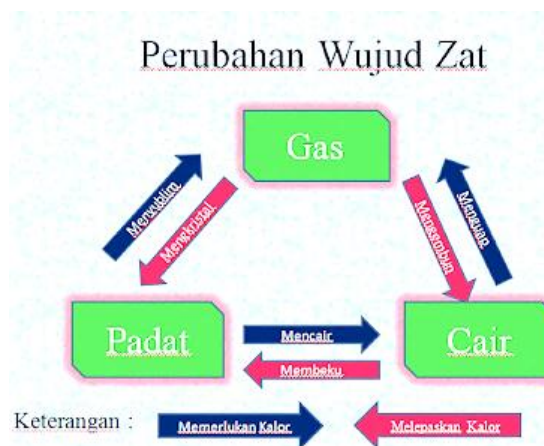 Perubahan Wujud Zat
Gas
Menyublim
Mengkristal
Mengembun
Menguap
Padat
Mencair
Membeku
Cair
Keterangan :
Memerlukan Kalor
Melepaskan Kalor